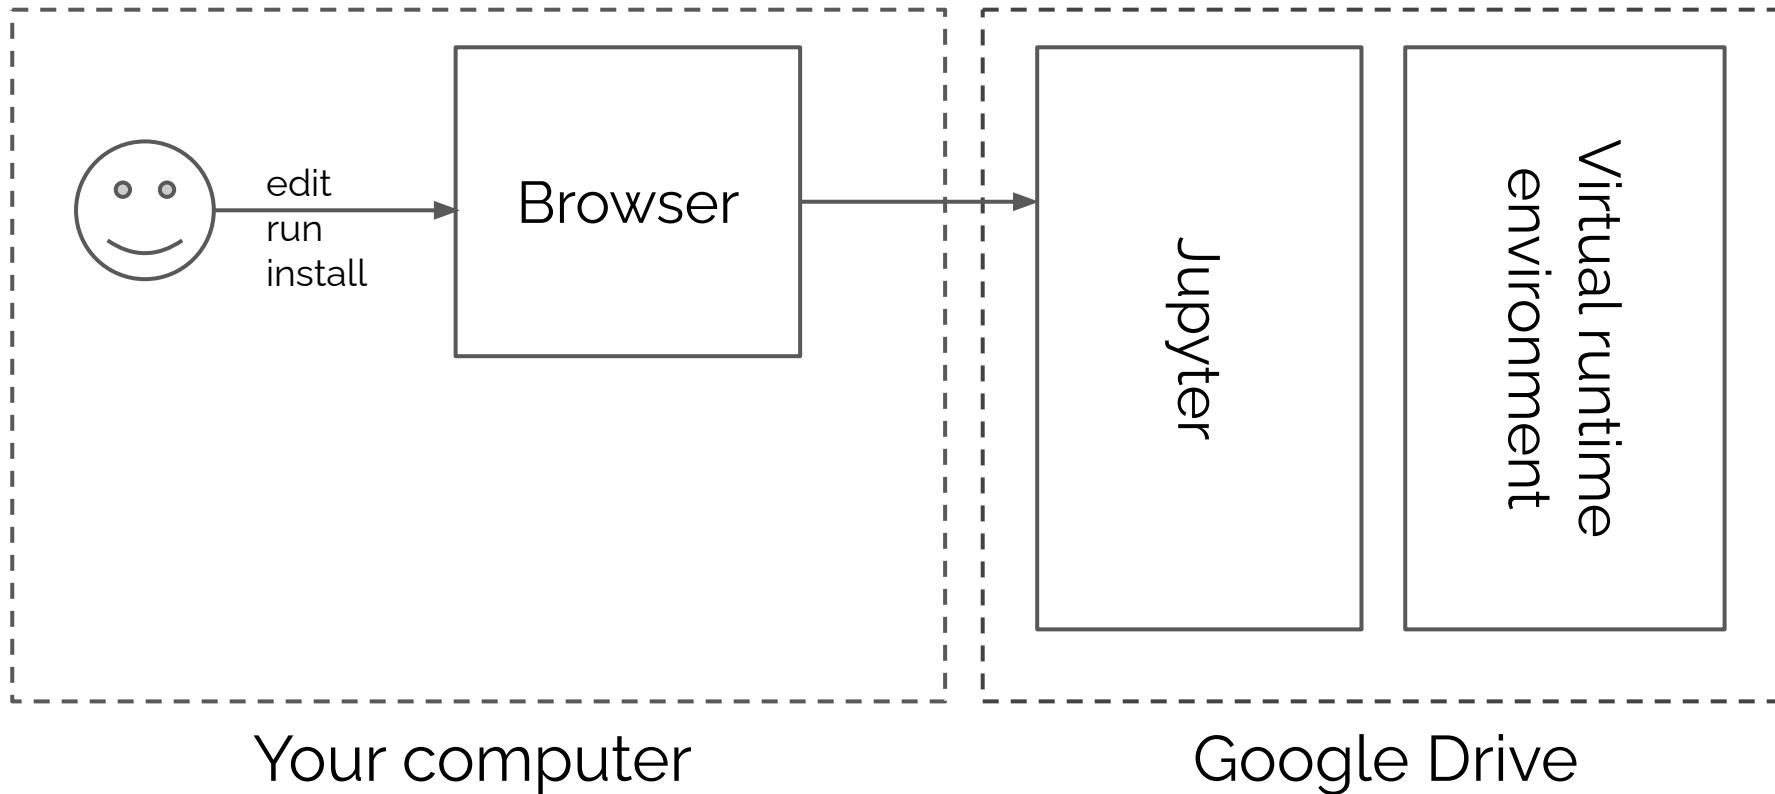 edit
run
install
Browser
Jupyter
Virtual runtime
environment
Your computer
Google Drive